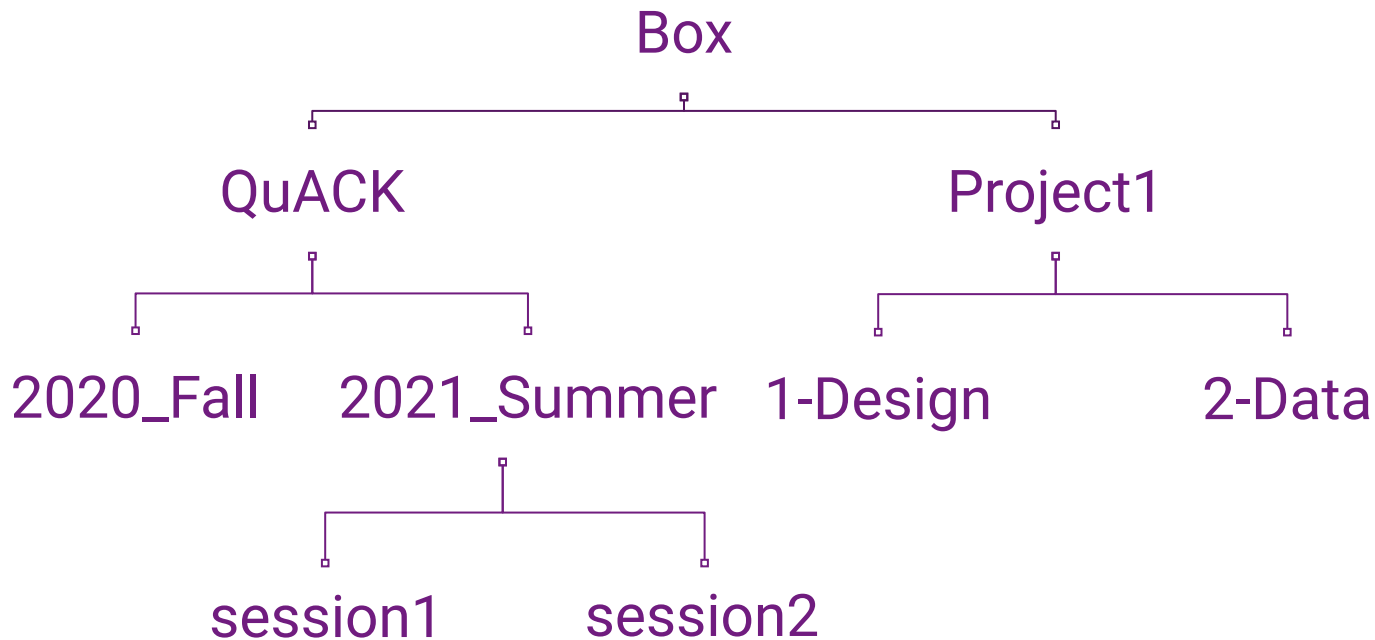 Box
QuACK Project1
2020_Fall 2021_Summer 1-Design 2-Data
session1 session2